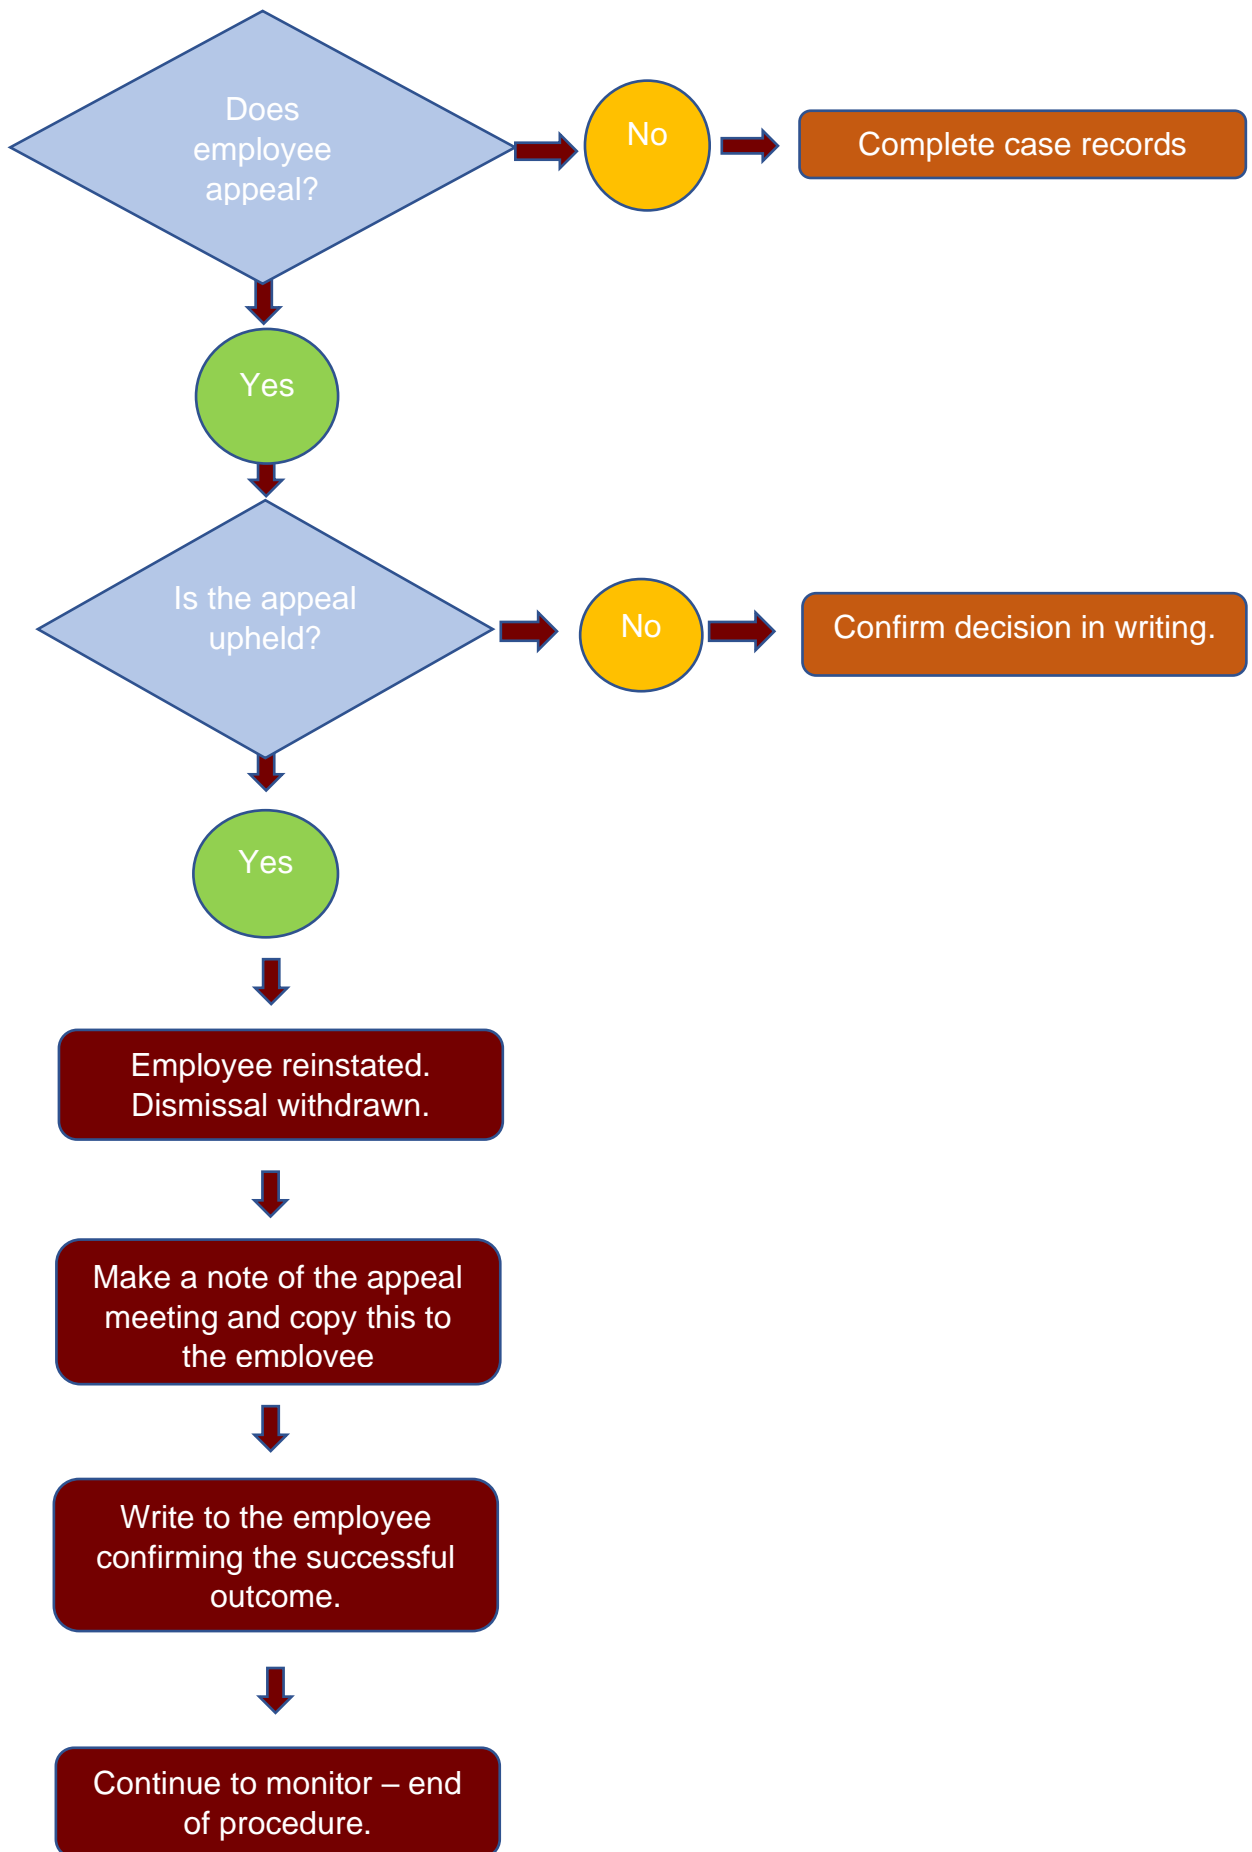 Does
employee
appeal?
No
Complete case records
Yes
Is the appeal
upheld?
No
Confirm decision in writing.
Yes
Employee reinstated.
Dismissal withdrawn.
Make a note of the appeal
meeting and copy this to
the employee
Write to the employee
confirming the successful
outcome.
Continue to monitor – end
of procedure.